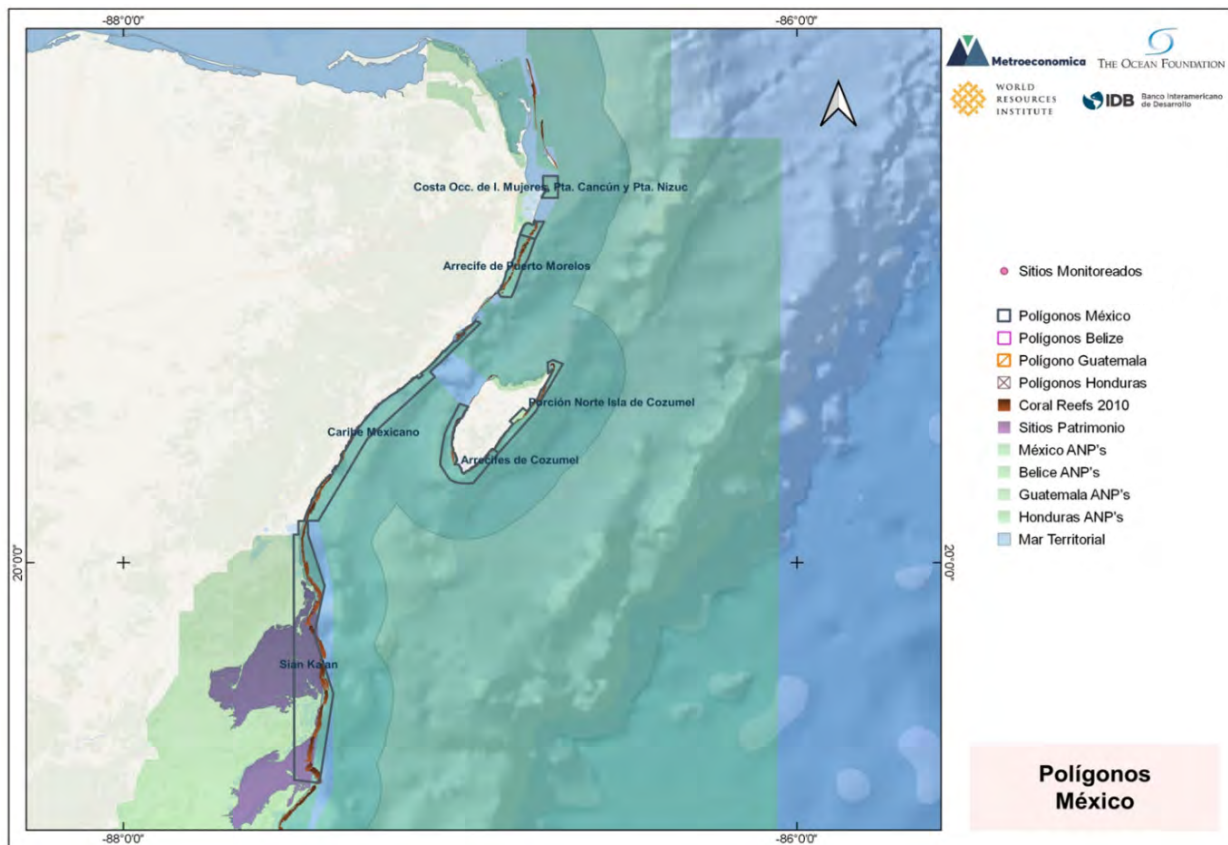 -88°0'0"
-86°0'0"
Metroeconomica
THE OCEAN FOUNDATION
WORLD
RESOURCES
INSTITUTE
IDB
Banco Interamericano
de Desarrollo
Costa Occ. de I. Mujeres, Pta. Cancún y Pta. Nizuc
Arrecife de Puerto Morelos
Porción Norte Isla de Cozumel
Caribe Mexicano
Arrecifes de Cozumel
20°0'0"
20°0'0"
Sian Ka'an
Sitios Monitoreados
Polígonos México
Polígonos Belize
Polígono Guatemala
Polígonos Honduras
Coral Reefs 2010
Sitios Patrimonio
México ANP's
Belice ANP's
Guatemala ANP's
Honduras ANP's
Mar Territorial
Polígonos
México
-88°0'0"
-86°0'0"